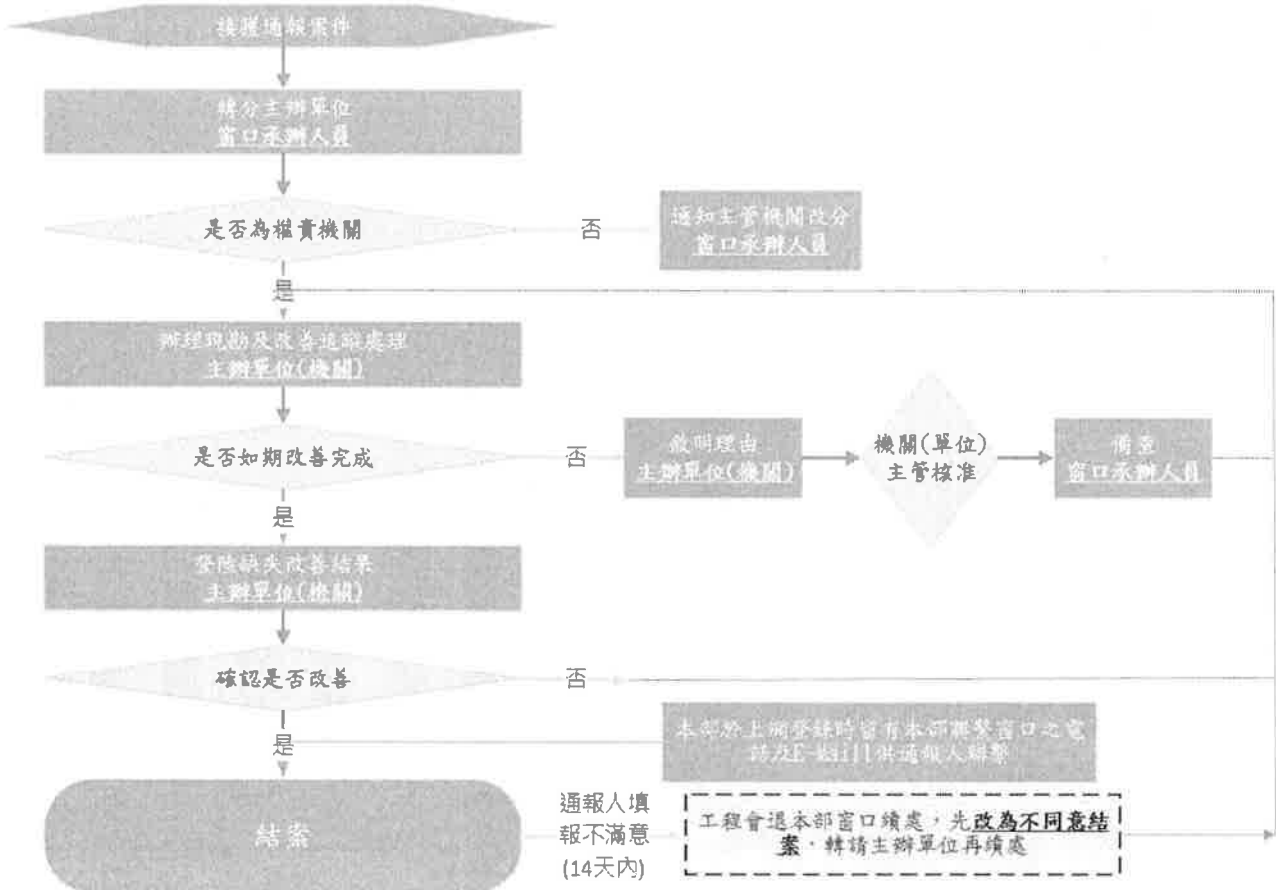 接獲通報案件
轉分主辦單位
窗口承辦人員
是否為權責機關
否
通知主管機關改分
窗口承辦人員
是
辦理現勘及改善追蹤處理
主辦單位(機關)
是否如期改善完成
否
敘明理由
主辦單位(機關)
機關(單位)
主管核准
備查
窗口承辦人員
是
登陸缺失改善結果
主辦單位(機關)
確認是否改善
否
本部於上網登錄時留有本部聯繫窗口之電
話及E-Maill供通報人聯繫
是
結案
通報人填
報不滿意
(14天內)
工程會退本部窗口續處，先改為不同意結
案，轉請主辦單位再續處